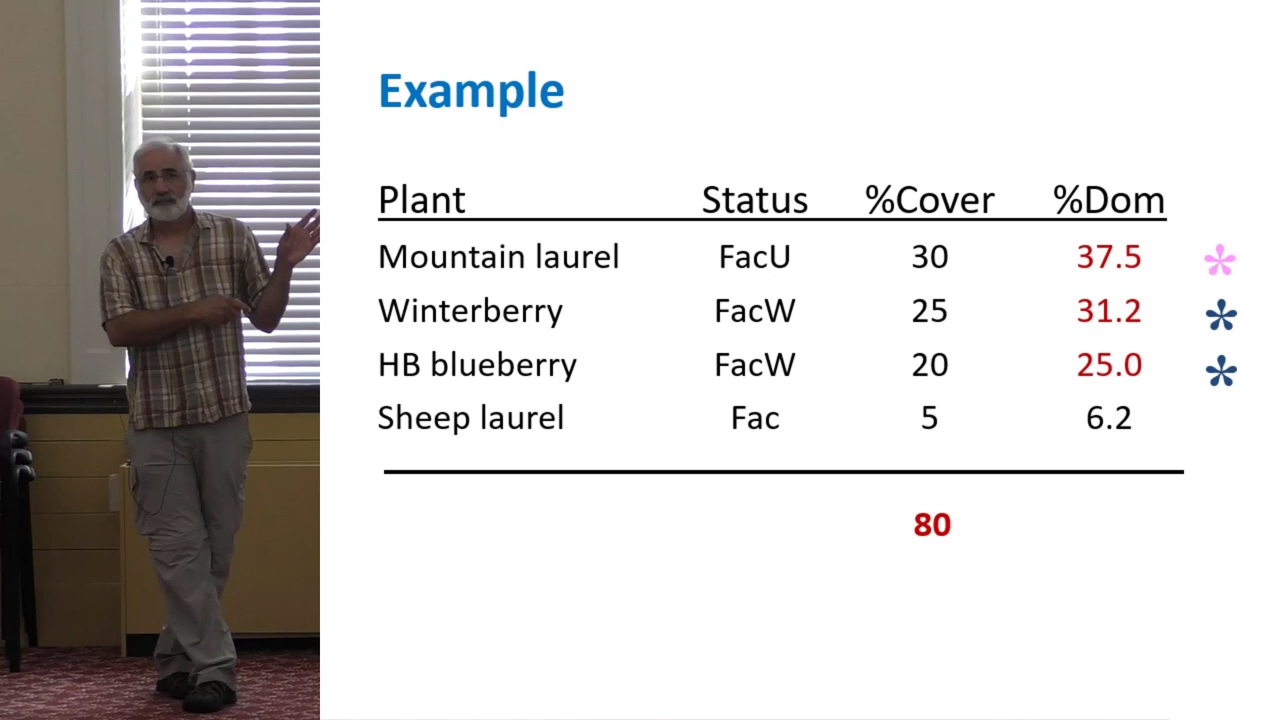 Example
Plant Status %Cover %Dom
Mountain laurel FacU 30 37.5 *
Winterberry FacW 25 31.2 *
HB blueberry FacW 20 25.0 *
Sheep laurel Fac 5 6.2
80